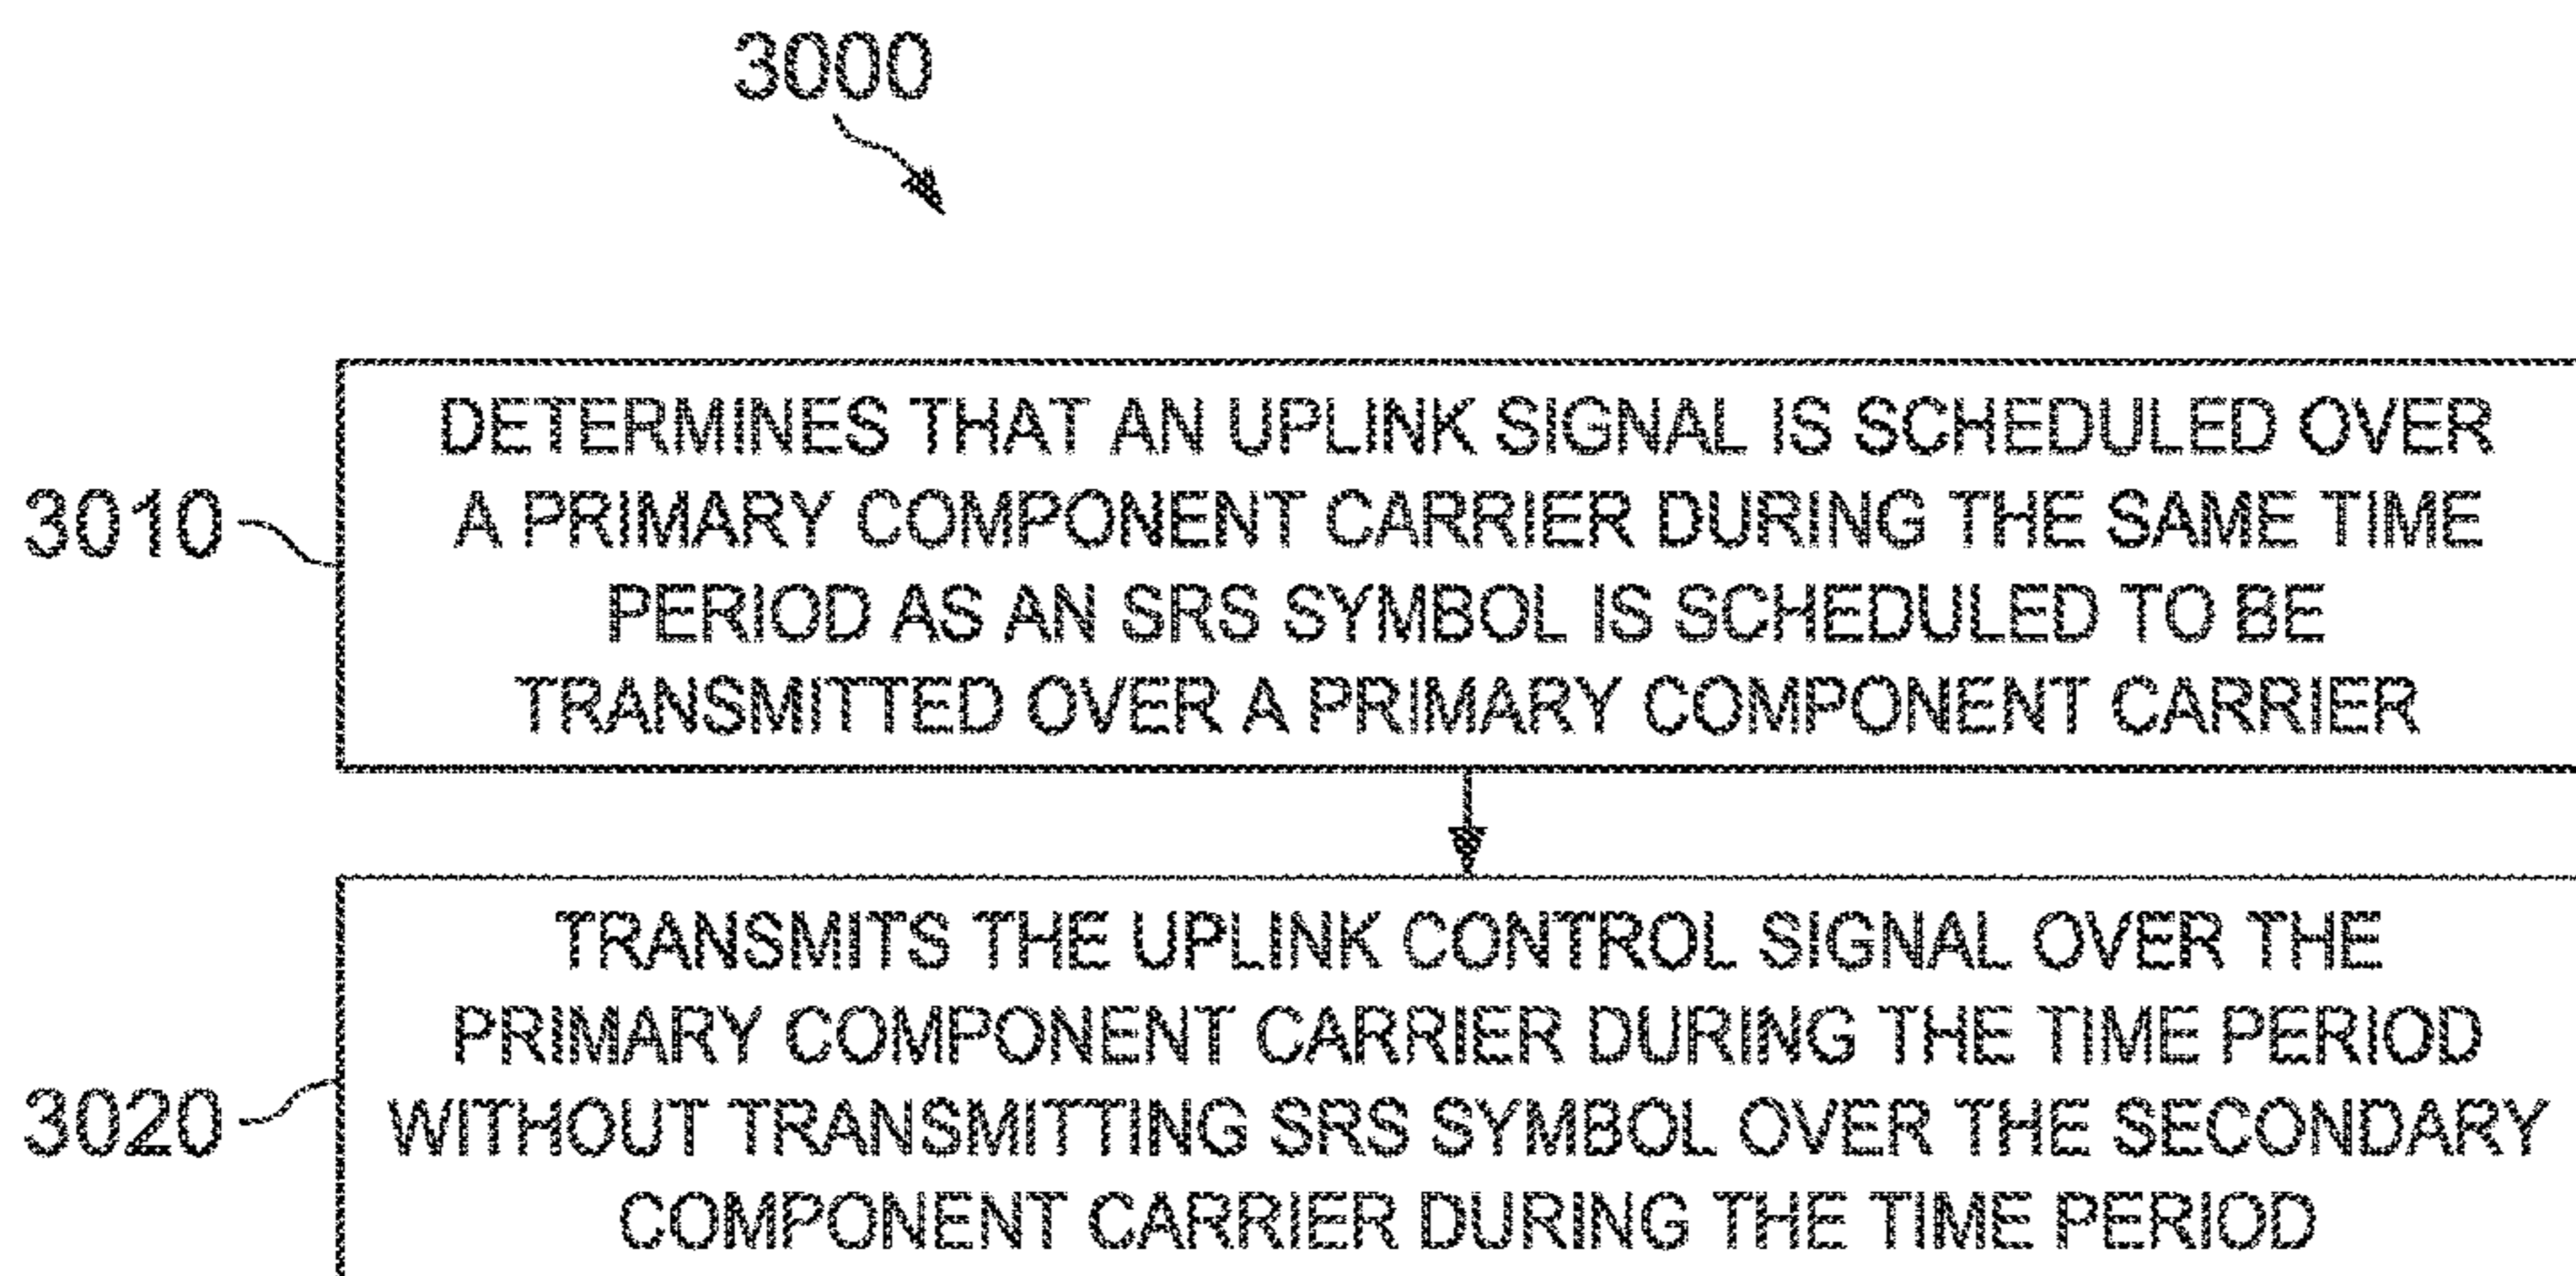 3000
3010
DETERMINES THAT AN UPLINK SIGNAL IS SCHEDULED OVER
A PRIMARY COMPONENT CARRIER DURING THE SAME TIME
PERIOD AS AN SRS SYMBOL IS SCHEDULED TO BE
TRANSMITTED OVER A PRIMARY COMPONENT CARRIER
3020
TRANSMITS THE UPLINK CONTROL SIGNAL OVER THE
PRIMARY COMPONENT CARRIER DURING THE TIME PERIOD
WITHOUT TRANSMITTING SRS SYMBOL OVER THE SECONDARY
COMPONENT CARRIER DURING THE TIME PERIOD